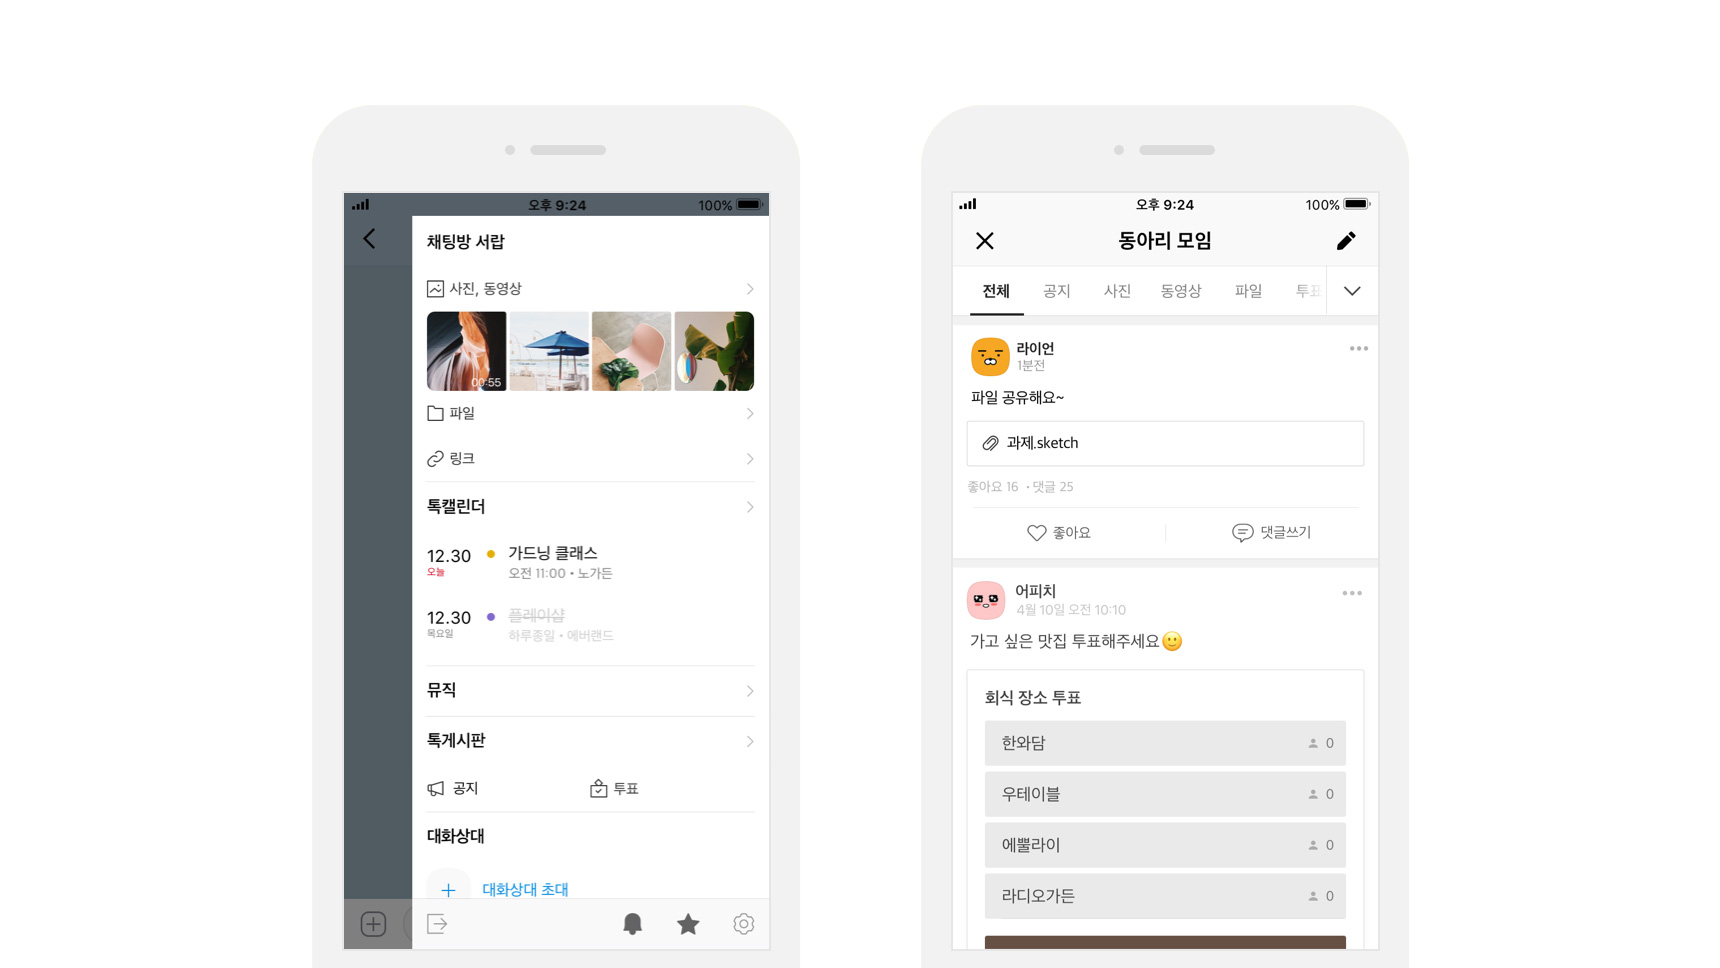 오후 9:24
100%
채팅방 서랍
사진, 동영상
00:55
파일
링크
톡캘린더
12.30
오늘
가드닝 클래스
오전 11:00 • 노가든
12.30
목요일
플레이샵
하루종일 • 에버랜드
뮤직
톡게시판
공지
투표
대화상대
대화상대 초대
오후 9:24
100%
동아리 모임
전체 공지 사진 동영상 파일 투표
라이언
1분전
파일 공유해요~
과제.sketch
좋아요 16 • 댓글 25
좋아요
댓글쓰기
어피치
4월 10일 오전 10:10
가고 싶은 맛집 투표해주세요🙂
회식 장소 투표
한와담 0
우테이블 0
에뿔라이 0
라디오가든 0